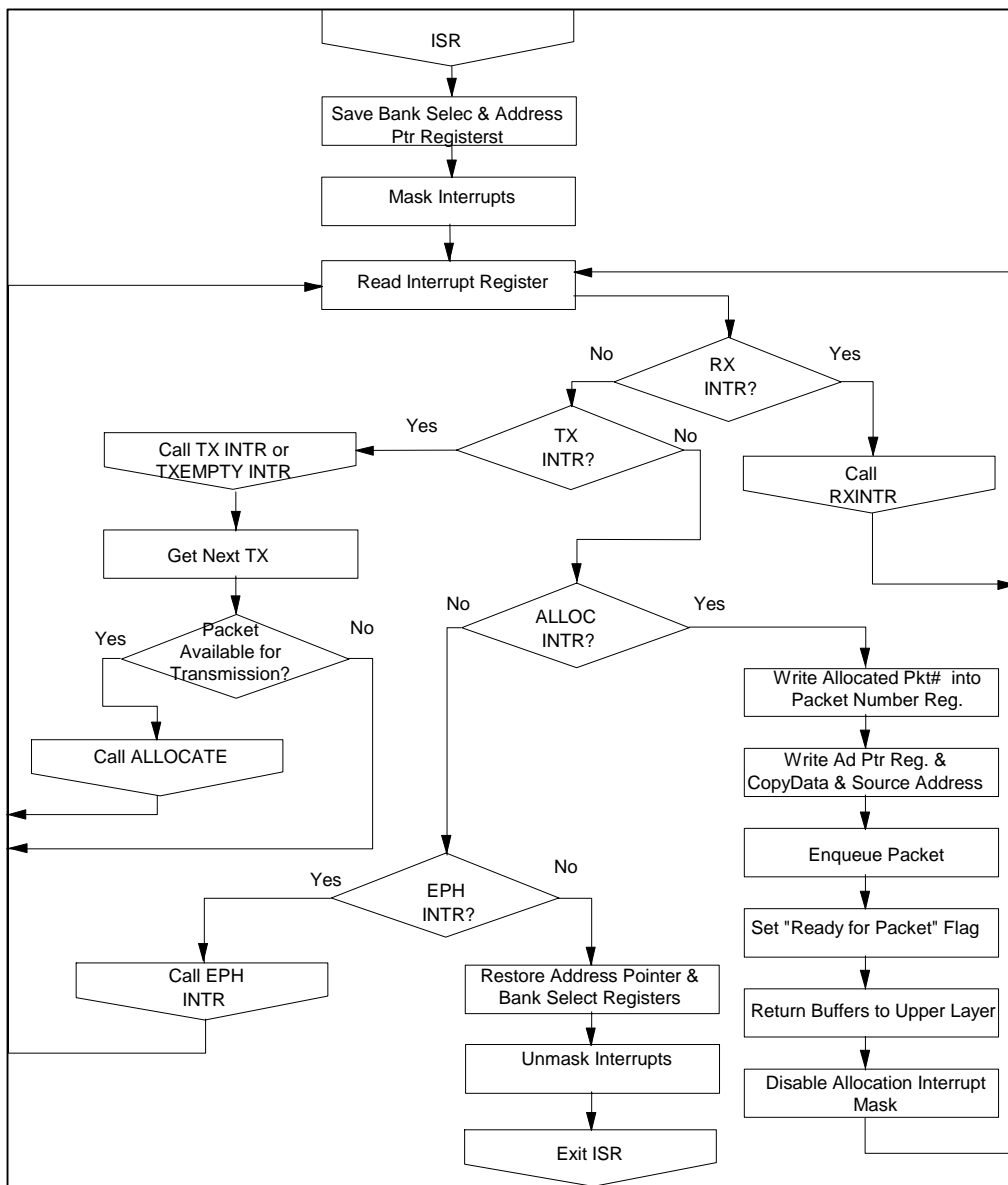 ISR
Save Bank Selec & Address
Ptr Registerst
Mask Interrupts
Read Interrupt Register
No
RX
INTR?
Yes
Yes
TX
INTR?
No
Call TX INTR or
TXEMPTY INTR
Call
RXINTR
Get Next TX
No
ALLOC
INTR?
Yes
Yes
Packet
Available for
Transmission?
No
Write Allocated Pkt# into
Packet Number Reg.
Call ALLOCATE
Write Ad Ptr Reg. &
CopyData & Source Address
Enqueue Packet
Yes
EPH
INTR?
No
Set "Ready for Packet" Flag
Call EPH
INTR
Restore Address Pointer &
Bank Select Registers
Return Buffers to Upper Layer
Unmask Interrupts
Disable Allocation Interrupt
Mask
Exit ISR